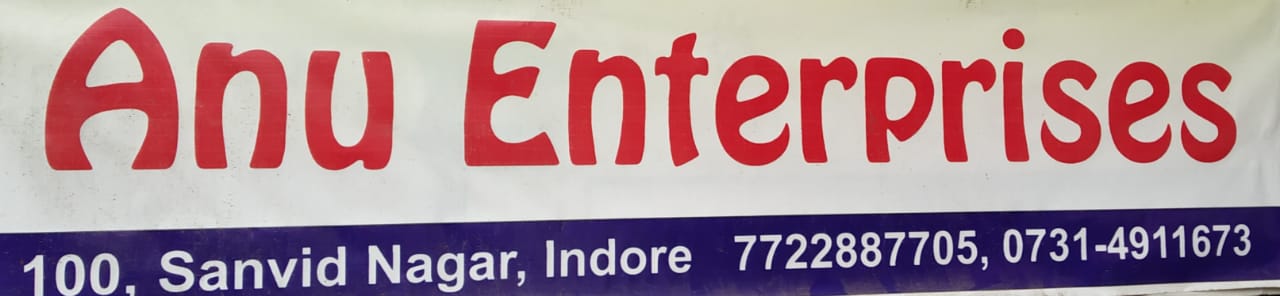 Anu Enterprises
100, Sanvid Nagar, Indore 7722887705, 0731-4911673